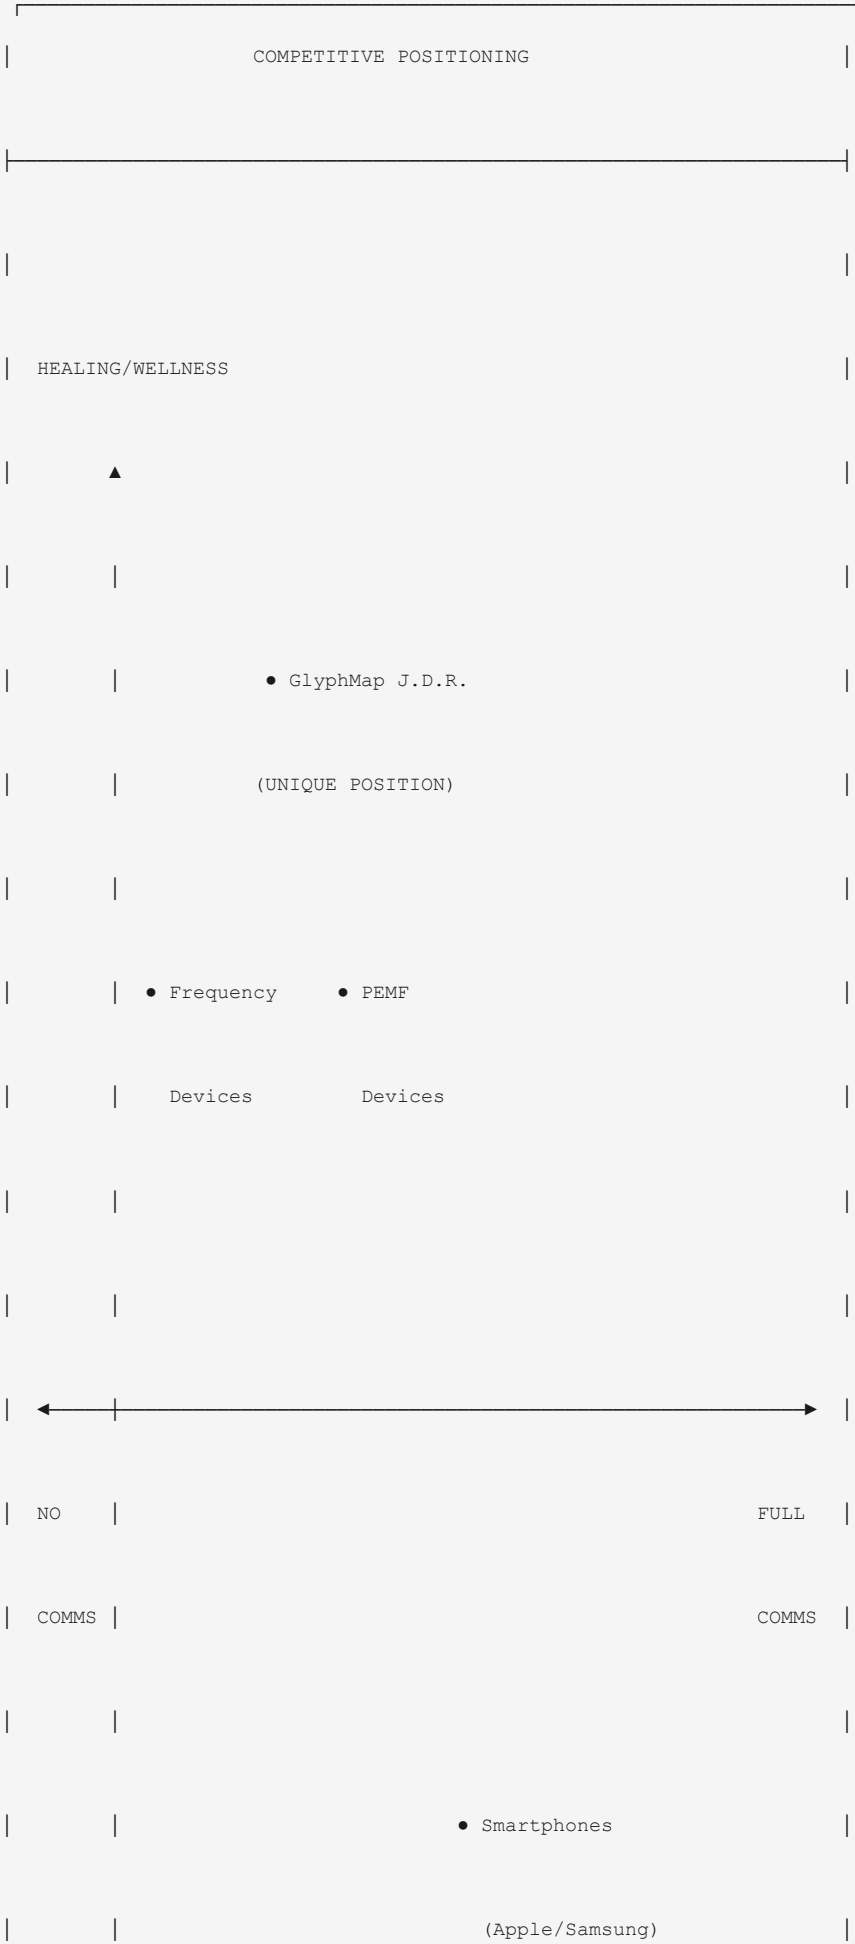 COMPETITIVE POSITIONING
HEALING/WELLNESS
▲
● GlyphMap J.D.R.
(UNIQUE POSITION)
● Frequency ● PEMF
Devices Devices
NO FULL
COMMS COMMS
● Smartphones
(Apple/Samsung)